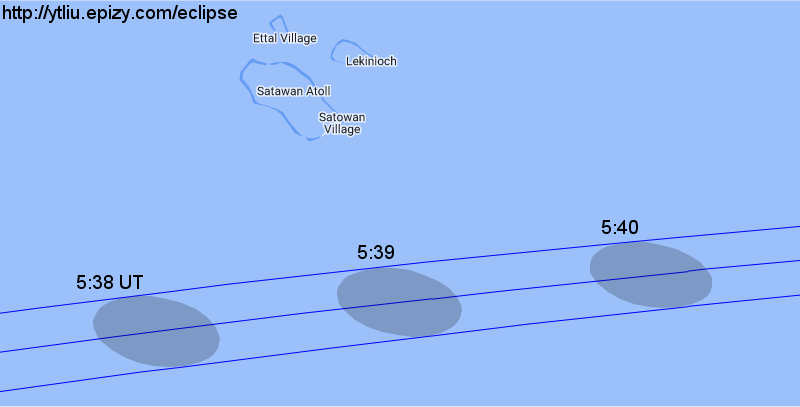 http://ytliu.epizy.com/eclipse
Ettal Village
Lekinioch
Satawan Atoll
Satowan
Village
5:40
5:39
5:38 UT